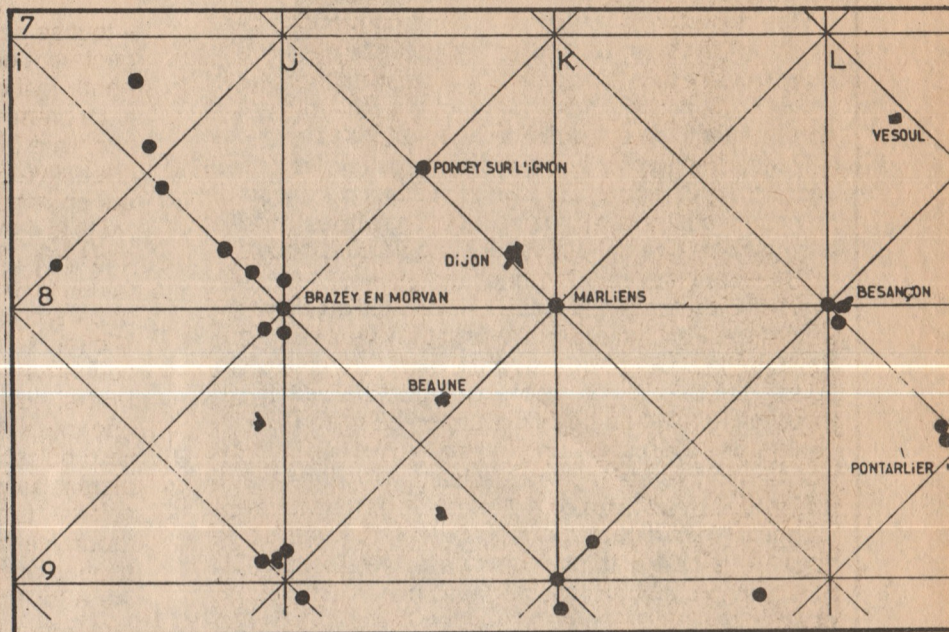 7
i J K L
VESOUL
PONCEY SUR L'iGNON
DiJON
8
BRAZEY EN MORVAN
MARLiENS
BESANÇON
BEAUNE
PONTARLiER
9